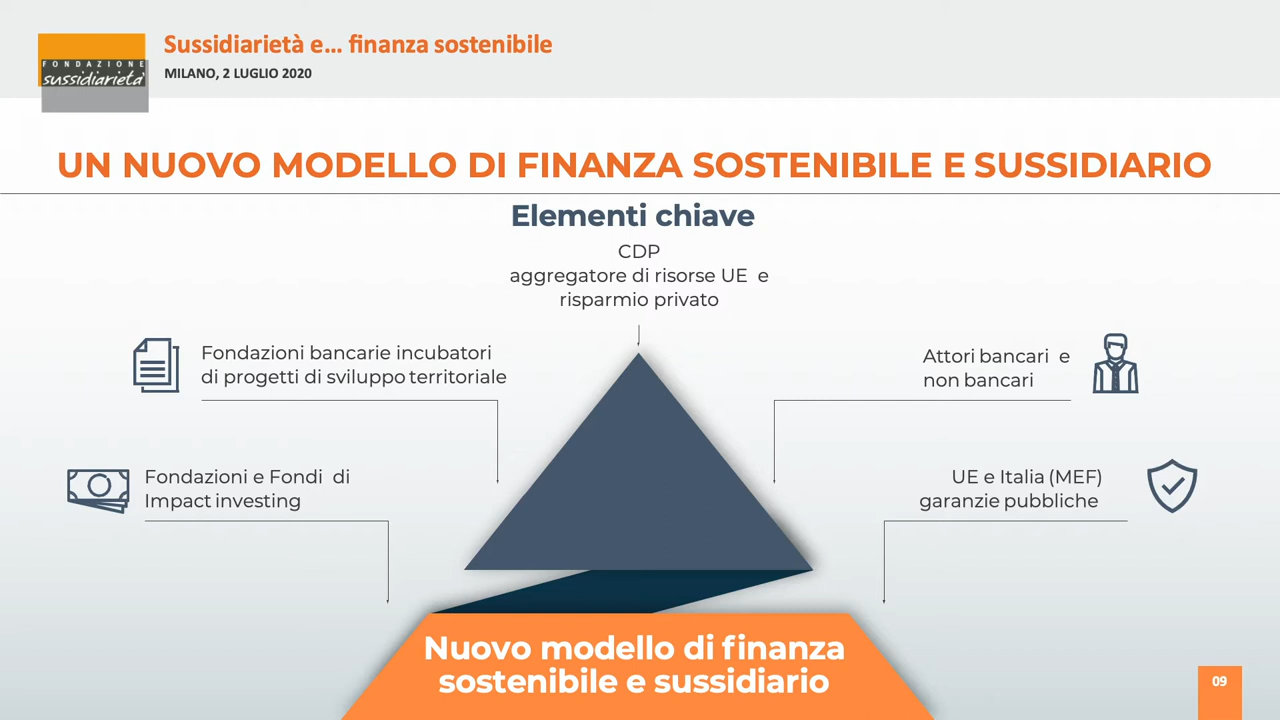 FONDAZIONE
sussidiarietà
Sussidiarietà e... finanza sostenibile
MILANO, 2 LUGLIO 2020
UN NUOVO MODELLO DI FINANZA SOSTENIBILE E SUSSIDIARIO
Elementi chiave
CDP
aggregatore di risorse UE e
risparmio privato
Fondazioni bancarie incubatori
di progetti di sviluppo territoriale
Attori bancari e
non bancari
Fondazioni e Fondi di
Impact investing
UE e Italia (MEF)
garanzie pubbliche
Nuovo modello di finanza
sostenibile e sussidiario
09